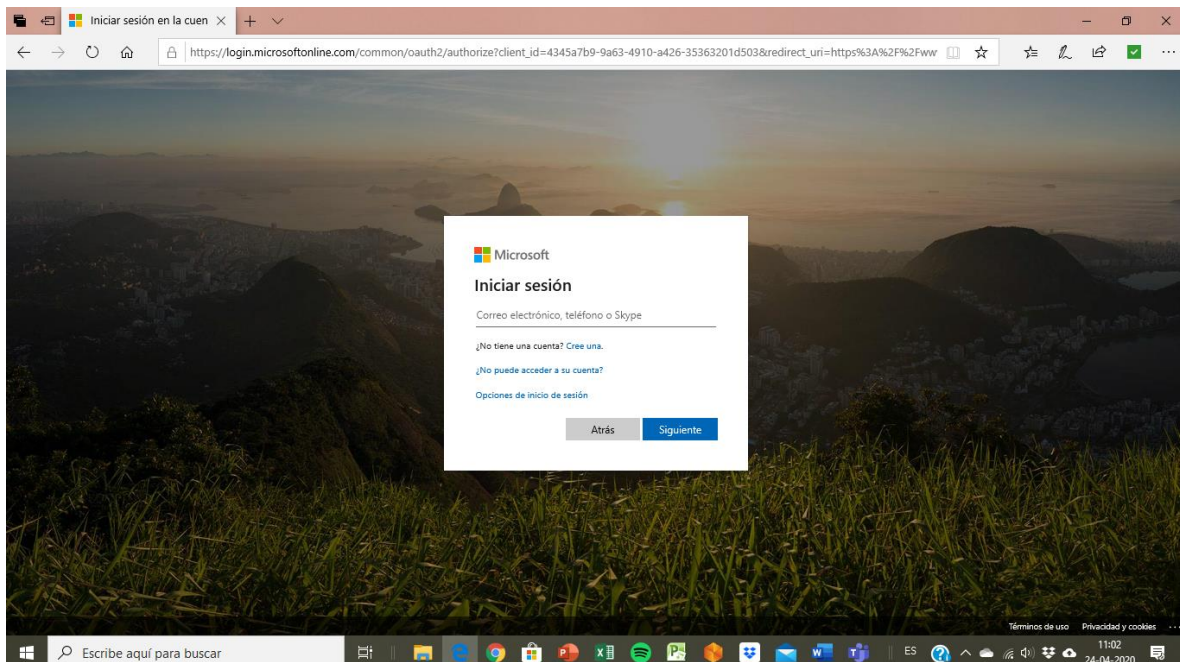 Iniciar sesión en la cuen
https://login.microsoftonline.com/common/oauth2/authorize?client_id=4345a7b9-9a63-4910-a426-35363201d503&redirect_uri=https%3A%2F%2Fww
Microsoft
Iniciar sesión
Correo electrónico, teléfono o Skype
¿No tiene una cuenta? Cree una.
¿No puede acceder a su cuenta?
Opciones de inicio de sesión
Atrás Siguiente
Términos de uso Privacidad y cookies ...
Escribe aquí para buscar
ES
11:02
24-04-2020